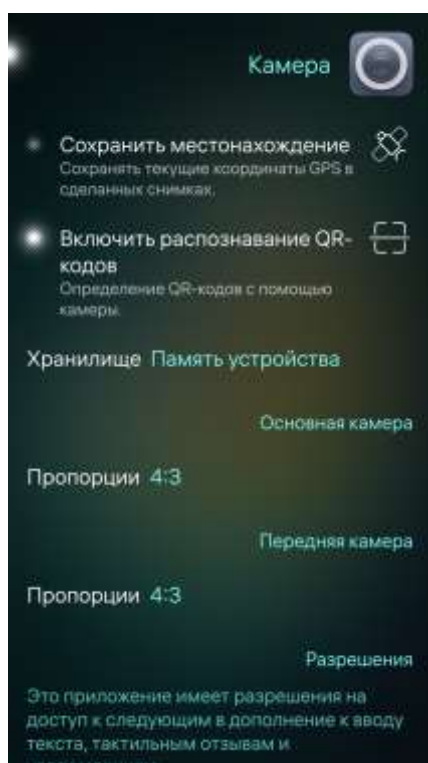 Камера
Сохранить местонахождение
Сохранять текущие координаты GPS в
сделанных снимках.
Включить распознавание QR-
кодов
Определение QR-кодов с помощью
камеры.
Хранилище Память устройства
Основная камера
Пропорции 4:3
Передняя камера
Пропорции 4:3
Разрешения
Это приложение имеет разрешения на
доступ к следующим в дополнение к вводу
текста, тактильным отзывам и